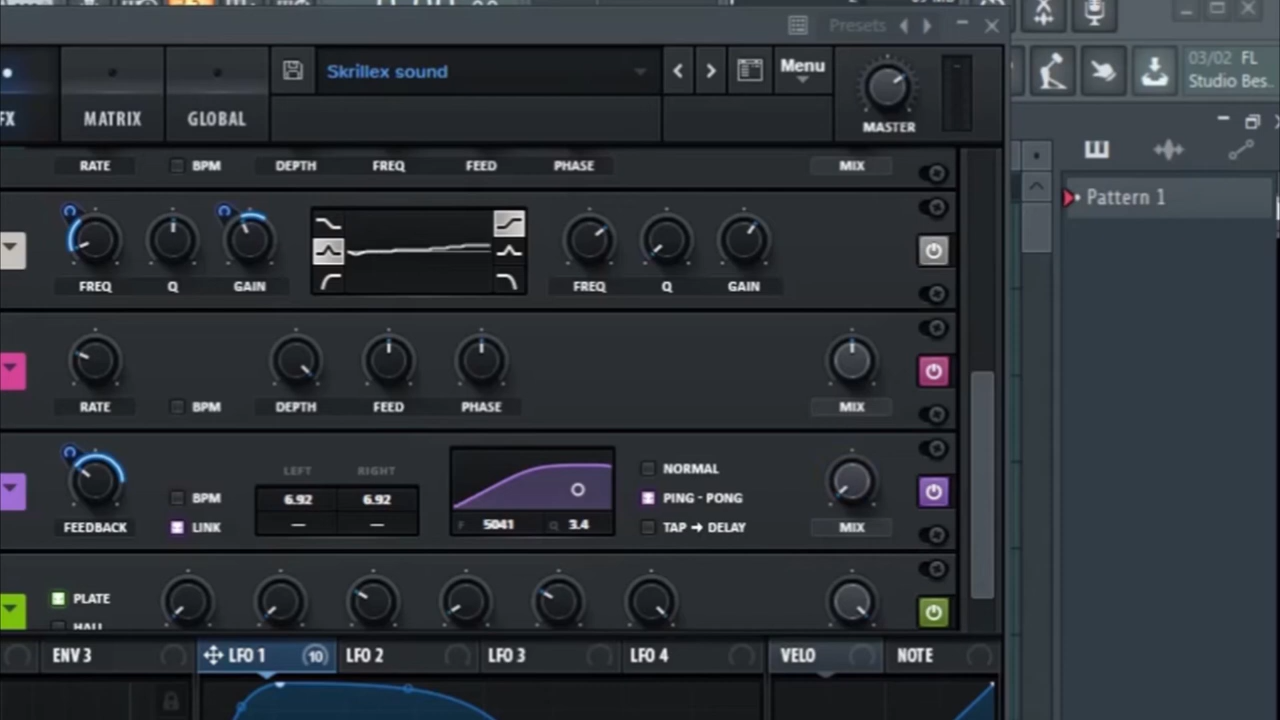 Presets
03/02 FL
Studio Bes..
Skrillex sound
Menu
FX MATRIX GLOBAL
MASTER
RATE BPM DEPTH FREQ FEED PHASE MIX
Pattern 1
FREQ Q GAIN FREQ Q GAIN
RATE BPM DEPTH FEED PHASE MIX
LEFT RIGHT
NORMAL
BPM 6.92 6.92 PING - PONG
FEEDBACK LINK — — F 5041 Q 3.4 TAP → DELAY MIX
PLATE
HALL
ENV 3 LFO 1 10 LFO 2 LFO 3 LFO 4 VELO NOTE